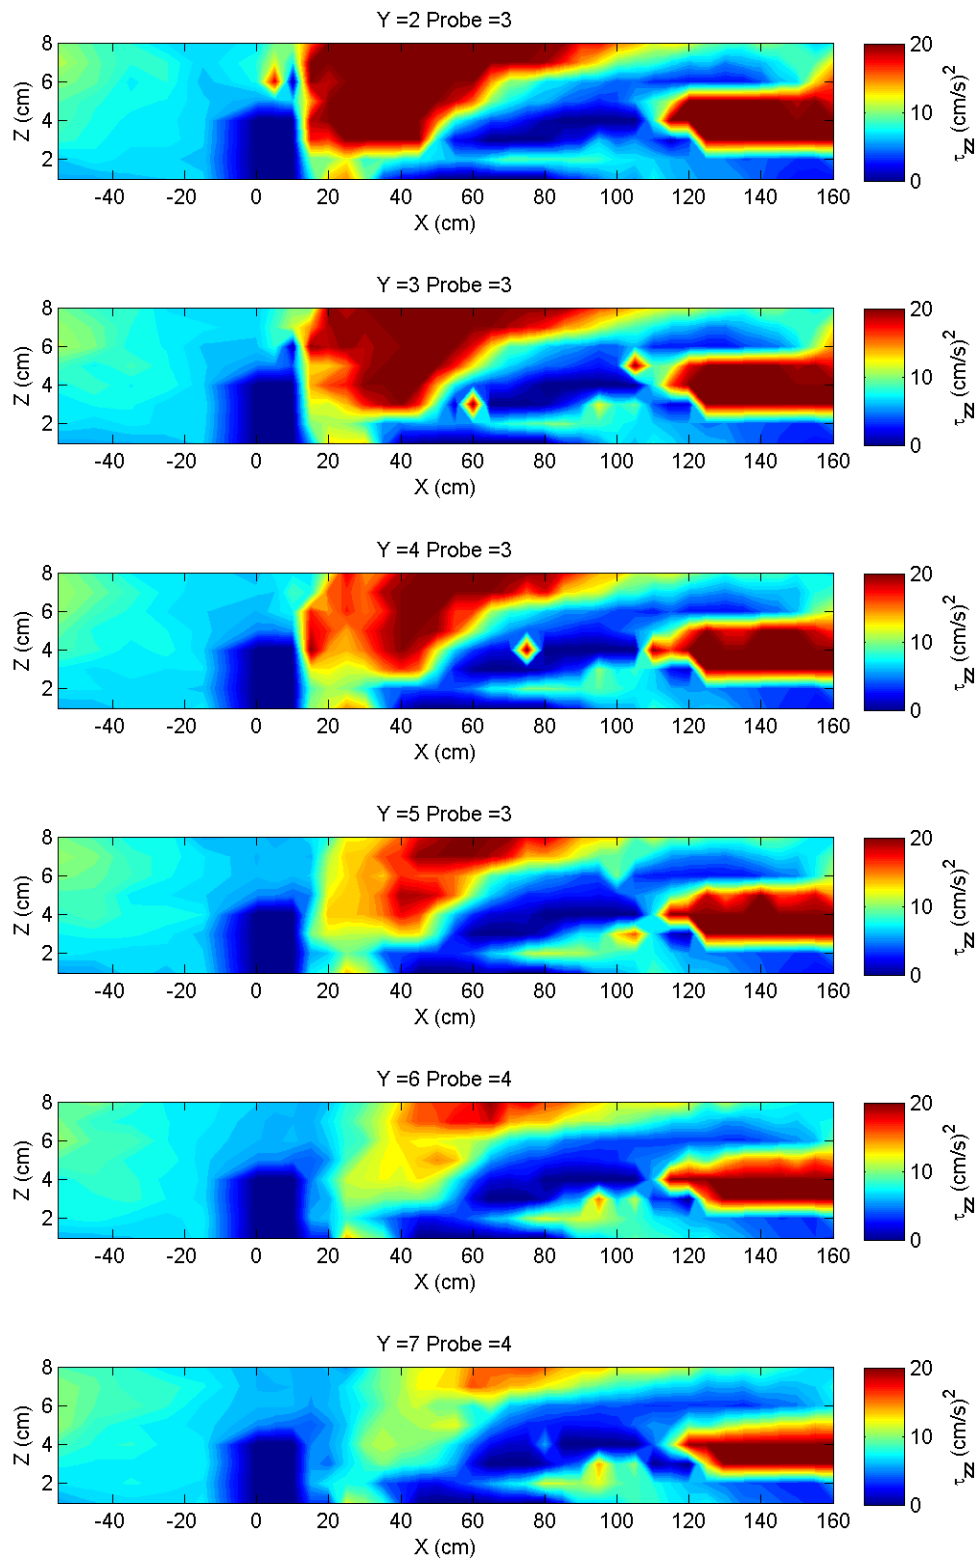 Y =2 Probe =3
8
6
4
2
Z (cm)
-40 -20 0 20 40 60 80 100 120 140 160
X (cm)
20
10
0
τzz (cm/s)²
Y =3 Probe =3
8
6
4
2
Z (cm)
-40 -20 0 20 40 60 80 100 120 140 160
X (cm)
20
10
0
τzz (cm/s)²
Y =4 Probe =3
8
6
4
2
Z (cm)
-40 -20 0 20 40 60 80 100 120 140 160
X (cm)
20
10
0
τzz (cm/s)²
Y =5 Probe =3
8
6
4
2
Z (cm)
-40 -20 0 20 40 60 80 100 120 140 160
X (cm)
20
10
0
τzz (cm/s)²
Y =6 Probe =4
8
6
4
2
Z (cm)
-40 -20 0 20 40 60 80 100 120 140 160
X (cm)
20
10
0
τzz (cm/s)²
Y =7 Probe =4
8
6
4
2
Z (cm)
-40 -20 0 20 40 60 80 100 120 140 160
X (cm)
20
10
0
τzz (cm/s)²